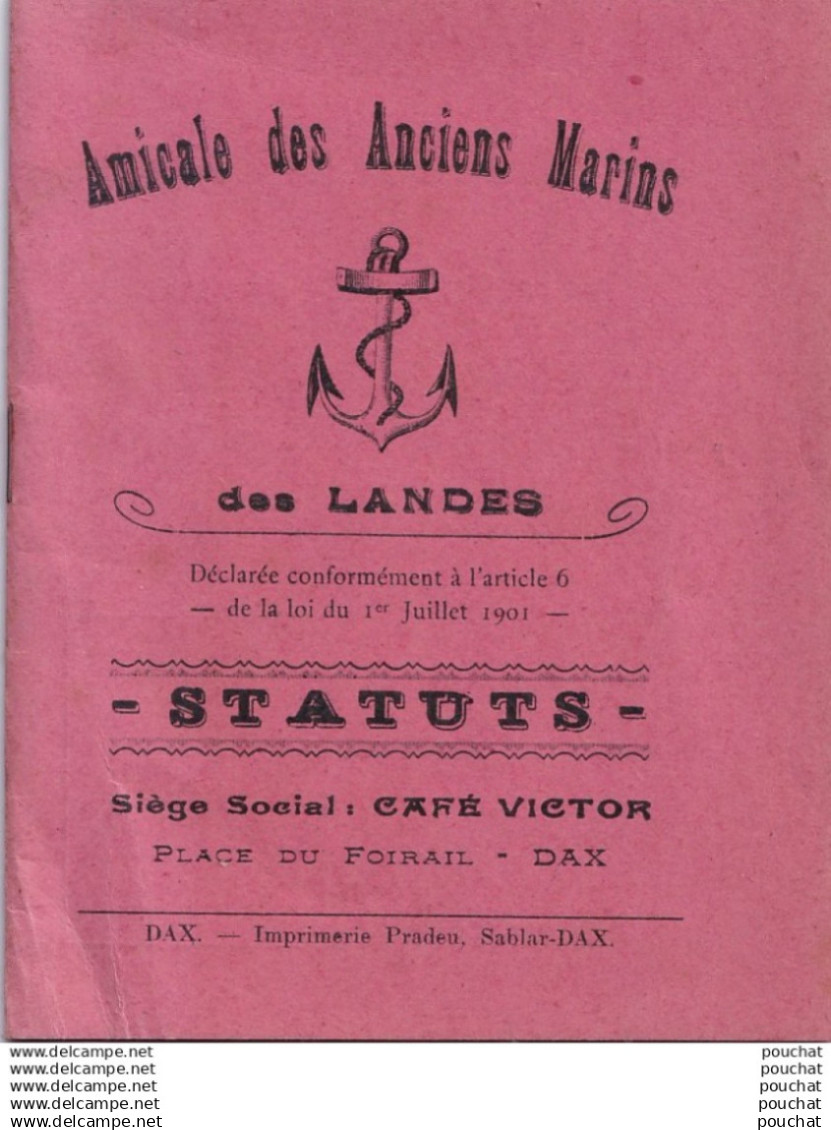 Amicale des Anciens Marins
des LANDES
Déclarée conformément à l'article 6
— de la loi du 1er Juillet 1901 —
- STATUTS -
Siège Social : CAFÉ VICTOR
PLACE DU FOIRAIL - DAX
DAX. — Imprimerie Pradeu, Sablar-DAX.
www.delcampe.net
www.delcampe.net
www.delcampe.net
www.delcampe.net
www.delcampe.net
pouchat
pouchat
pouchat
pouchat
pouchat